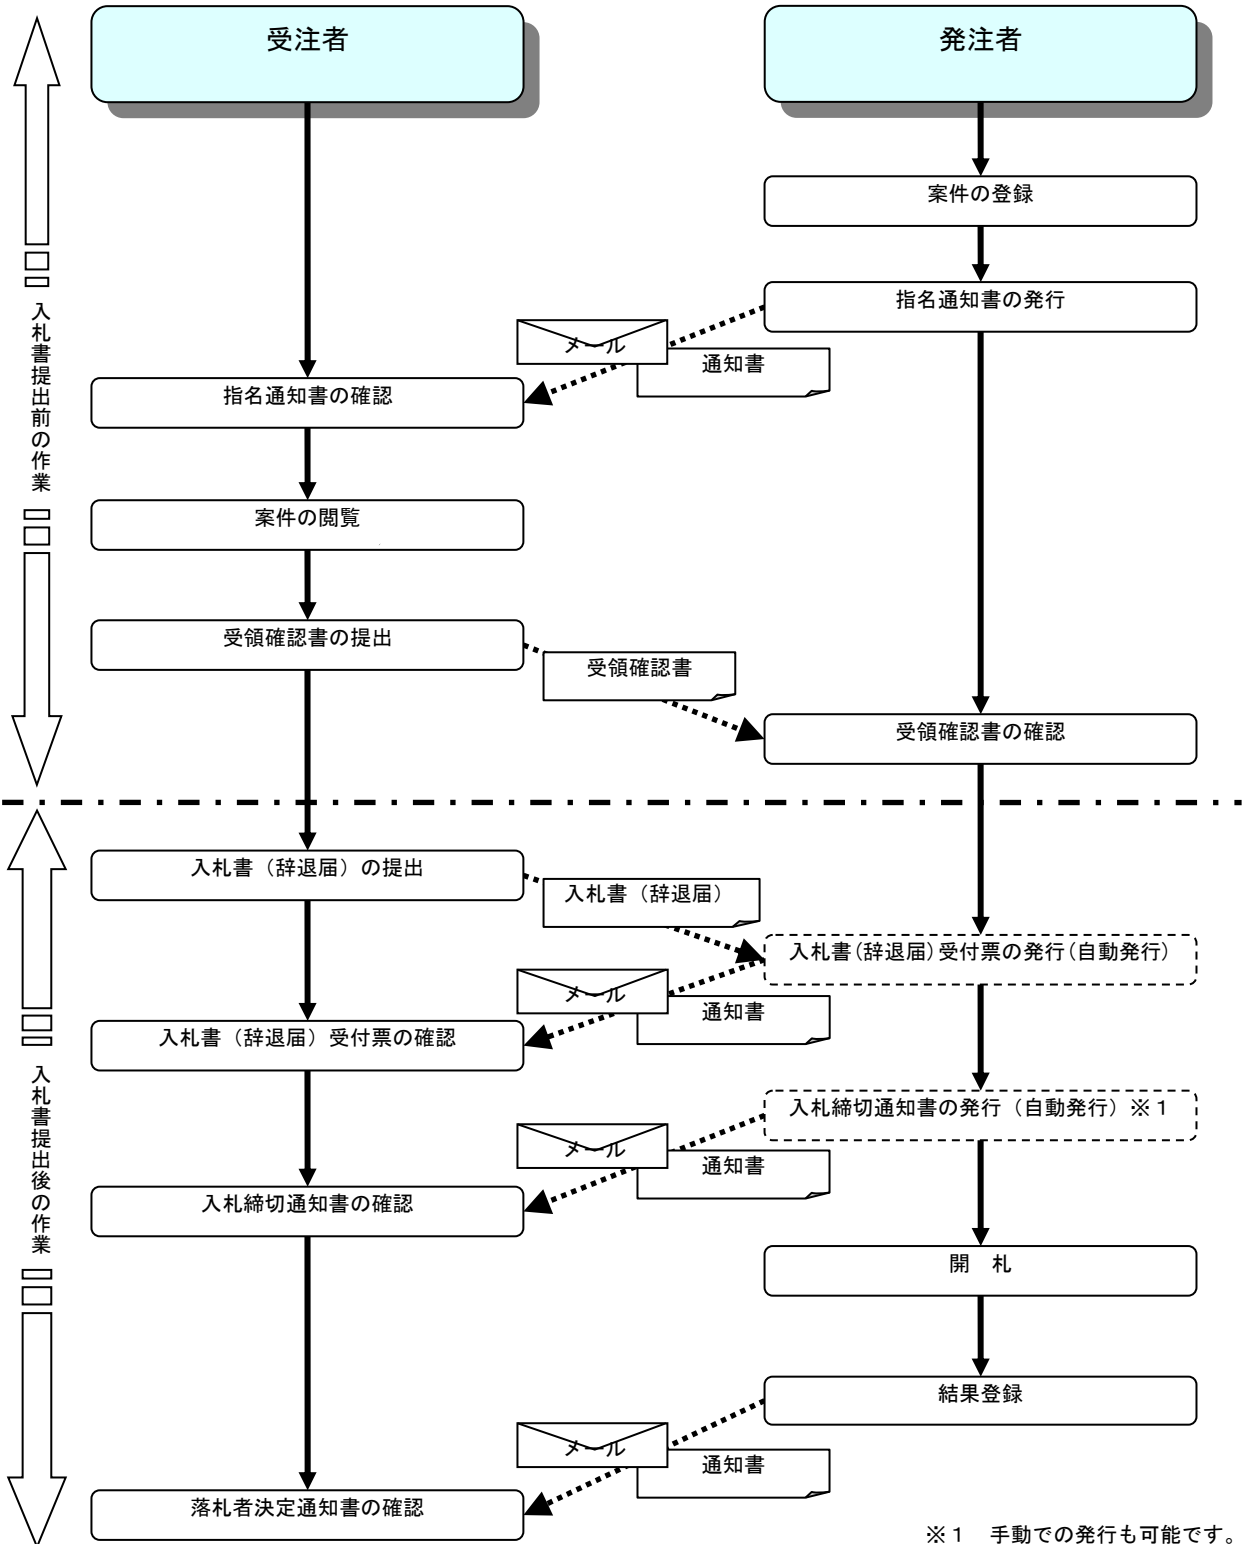 受注者
発注者
案件の登録
指名通知書の発行
メール
通知書
指名通知書の確認
入札書提出前の作業
案件の閲覧
受領確認書の提出
受領確認書
受領確認書の確認
入札書（辞退届）の提出
入札書（辞退届）
入札書(辞退届)受付票の発行(自動発行)
メール
通知書
入札書（辞退届）受付票の確認
入札書提出後の作業
入札締切通知書の発行（自動発行）※１
メール
通知書
入札締切通知書の確認
開　札
結果登録
メール
通知書
落札者決定通知書の確認
※１　手動での発行も可能です。